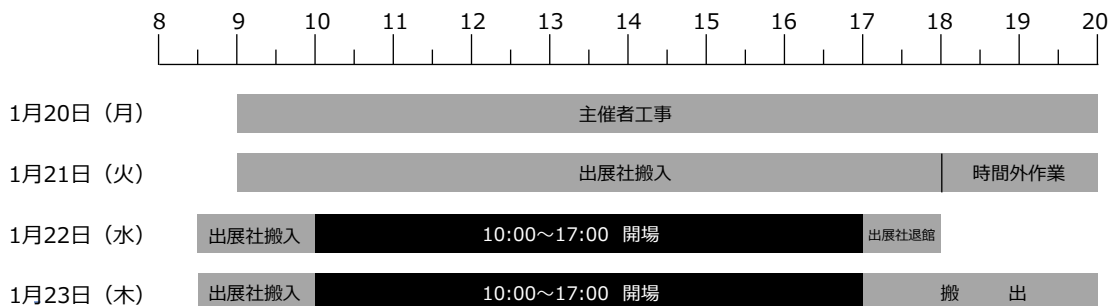 8 9 10 11 12 13 14 15 16 17 18 19 20
1月20日（月） 主催者工事
1月21日（火） 出展社搬入 時間外作業
1月22日（水） 出展社搬入 10:00～17:00 開場 出展社退館
1月23日（木） 出展社搬入 10:00～17:00 開場 搬 出